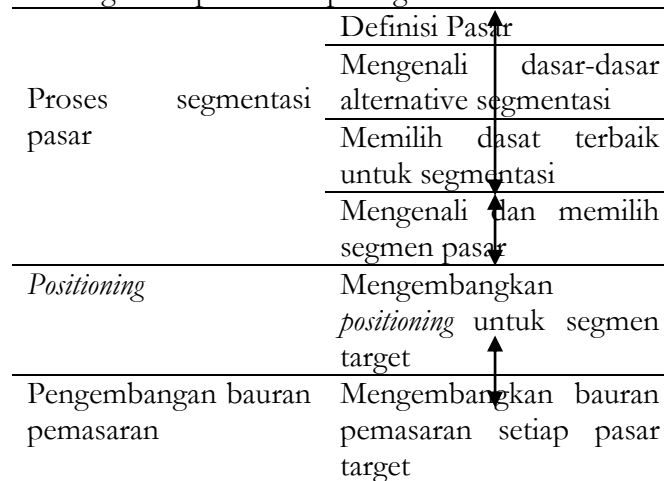 Definisi Pasar
Mengenali dasar-dasar
Proses segmentasi alternative segmentasi
pasar
Memilih dasat terbaik
untuk segmentasi
Mengenali dan memilih
segmen pasar
Positioning Mengembangkan
positioning untuk segmen
target
Pengembangan bauran Mengembangkan bauran
pemasaran pemasaran setiap pasar
target